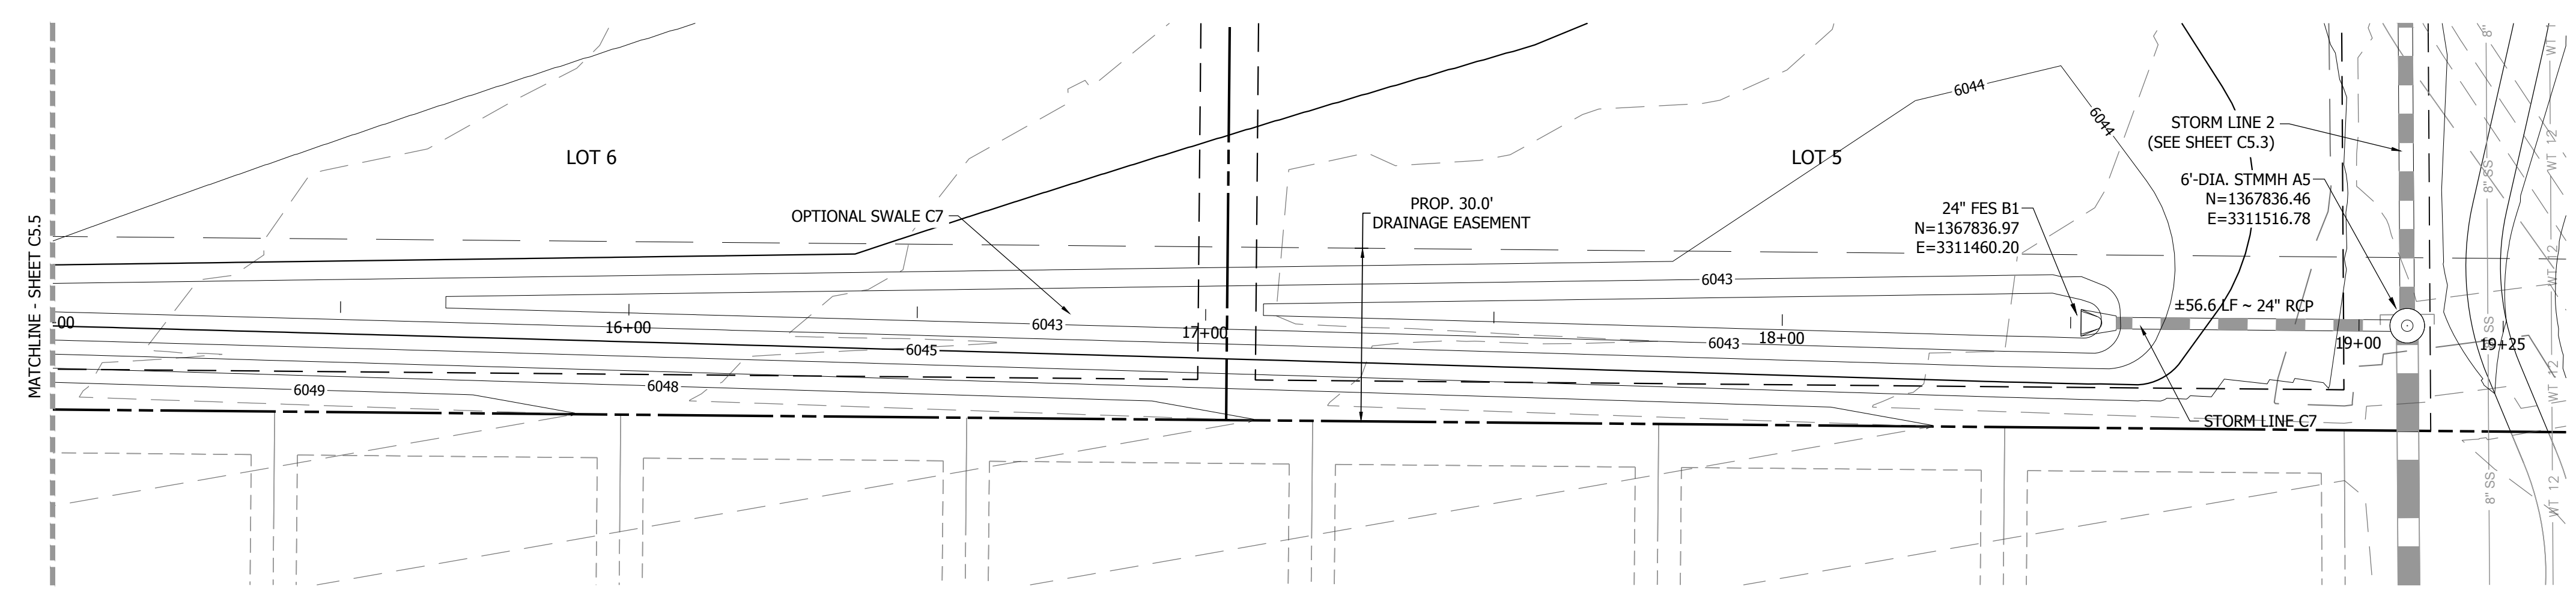 MATCHLINE - SHEET C5.5
LOT 6
OPTIONAL SWALE C7
PROP. 30.0'
DRAINAGE EASEMENT
LOT 5
6044
6044
STORM LINE 2
(SEE SHEET C5.3)
6'-DIA. STMMH A5
N=1367836.46
E=3311516.78
24" FES B1
N=1367836.97
E=3311460.20
6043
±56.6 LF ~ 24" RCP
00
16+00
6043
17+00
6043
18+00
19+00
19+25
6045
6049
6048
STORM LINE C7
8"
8" SS
SS
8" SS
WT
WT 12
WT 12
WT 12
WT 12